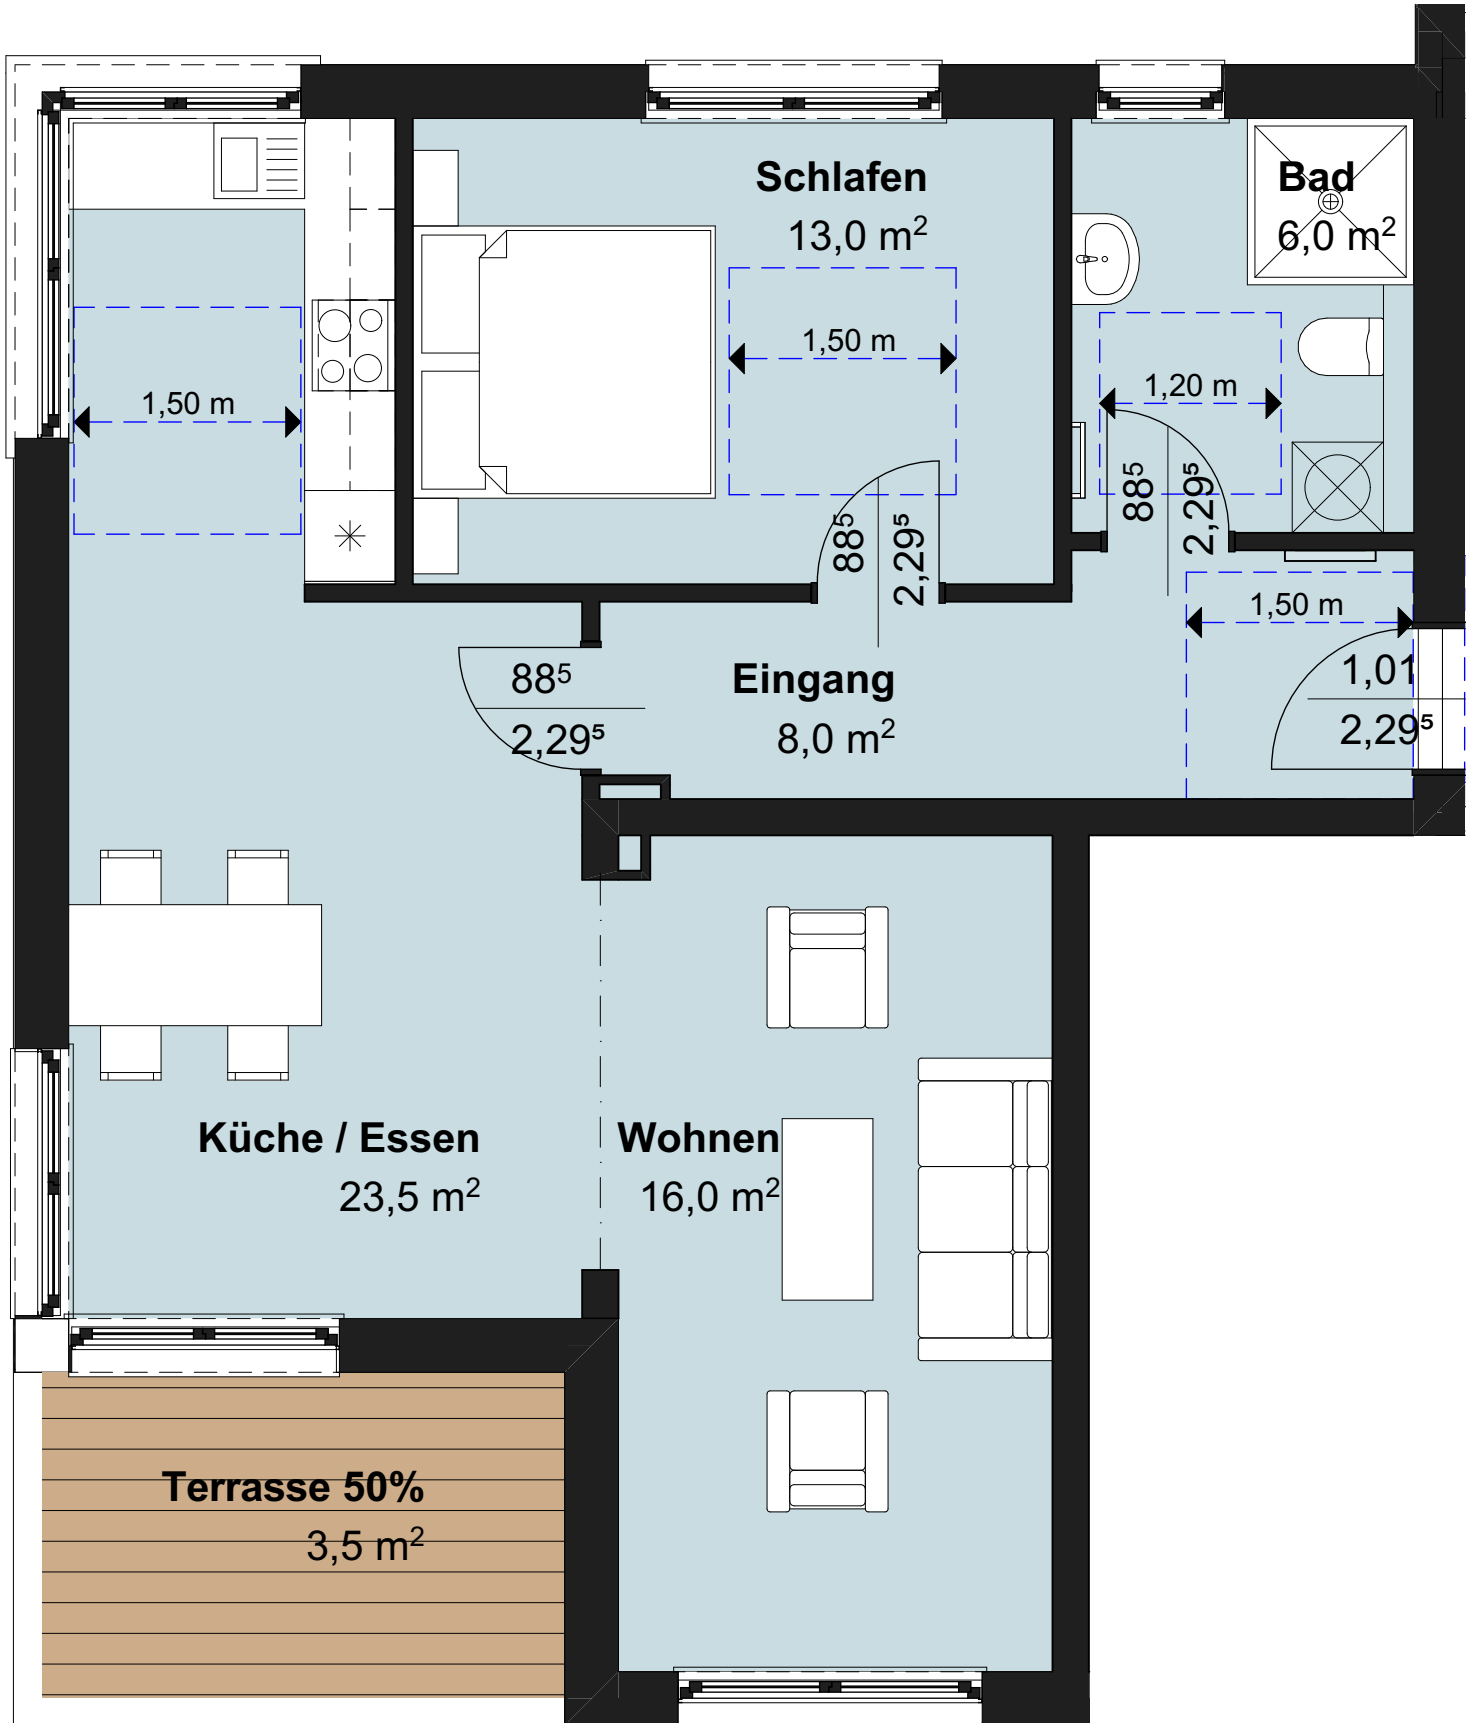 Schlafen
13,0 m²
Bad
6,0 m²
1,50 m
1,50 m
1,20 m
88⁵
2,29⁵
88⁵
2,29⁵
1,50 m
88⁵
2,29⁵
Eingang
8,0 m²
1,01
2,29⁵
Küche / Essen
23,5 m²
Wohnen
16,0 m²
Terrasse 50%
3,5 m²